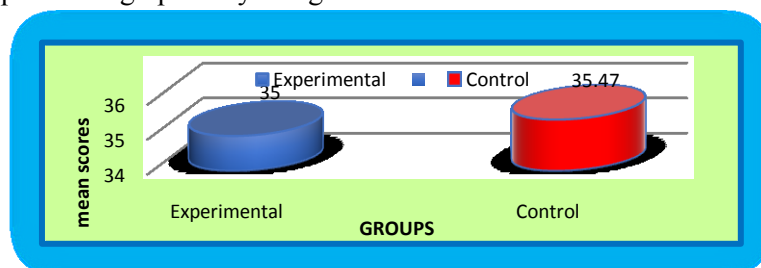 Experimental Control
35 35.47
36
35
34
mean scores
Experimental Control
GROUPS